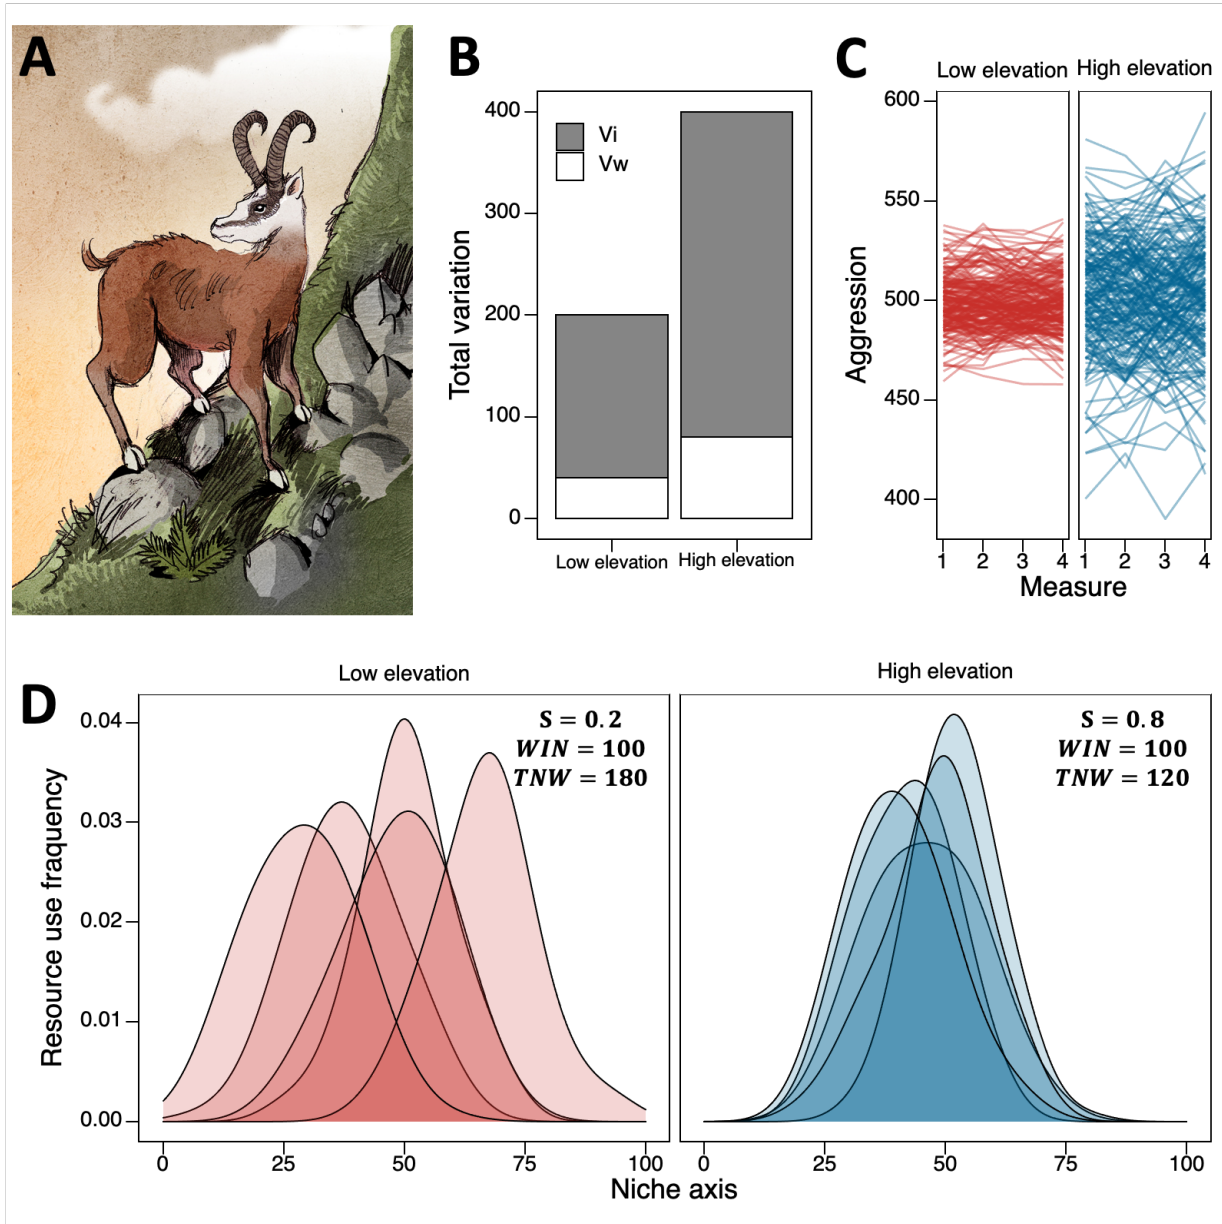 A
B
400
300
200
100
0
Total variation
Vi
Vw
Low elevation
High elevation
C
Low elevation
High elevation
600
550
500
450
400
Aggression
1 2 3 4
1 2 3 4
Measure
D
Low elevation
High elevation
0.04
0.03
0.02
0.01
0.00
Resource use fraquency
S = 0.2
WIN = 100
TNW = 180
S = 0.8
WIN = 100
TNW = 120
0 25 50 75 100
0 25 50 75 100
Niche axis